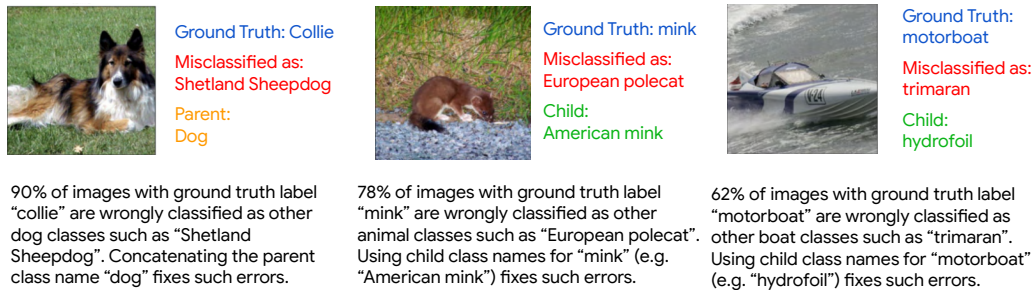 Ground Truth: Collie
Misclassified as:
Shetland Sheepdog
Parent:
Dog
90% of images with ground truth label
“collie” are wrongly classified as other
dog classes such as “Shetland
Sheepdog”. Concatenating the parent
class name “dog” fixes such errors.
Ground Truth: mink
Misclassified as:
European polecat
Child:
American mink
78% of images with ground truth label
“mink” are wrongly classified as other
animal classes such as “European polecat”.
Using child class names for “mink” (e.g.
“American mink”) fixes such errors.
Ground Truth:
motorboat
Misclassified as:
trimaran
Child:
hydrofoil
V-24
62% of images with ground truth label
“motorboat” are wrongly classified as
other boat classes such as “trimaran”.
Using child class names for “motorboat”
(e.g. “hydrofoil”) fixes such errors.